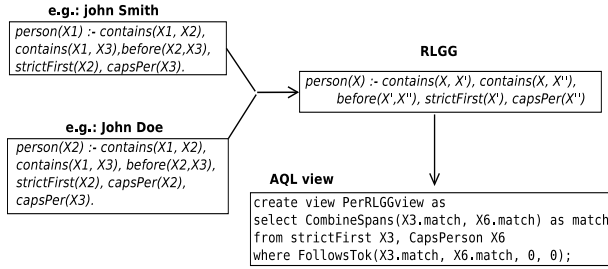 e.g.: john Smith
person(X1) :- contains(X1, X2),
contains(X1, X3),before(X2,X3),
strictFirst(X2), capsPer(X3).
e.g.: John Doe
person(X2) :- contains(X1, X2),
contains(X1, X3), before(X2,X3),
strictFirst(X2), capsPer(X2),
capsPer(X3).
RLGG
person(X) :- contains(X, X'), contains(X, X''),
before(X',X''), strictFirst(X'), capsPer(X'')
AQL view
create view PerRLGGview as
select CombineSpans(X3.match, X6.match) as match
from strictFirst X3, CapsPerson X6
where FollowsTok(X3.match, X6.match, 0, 0);